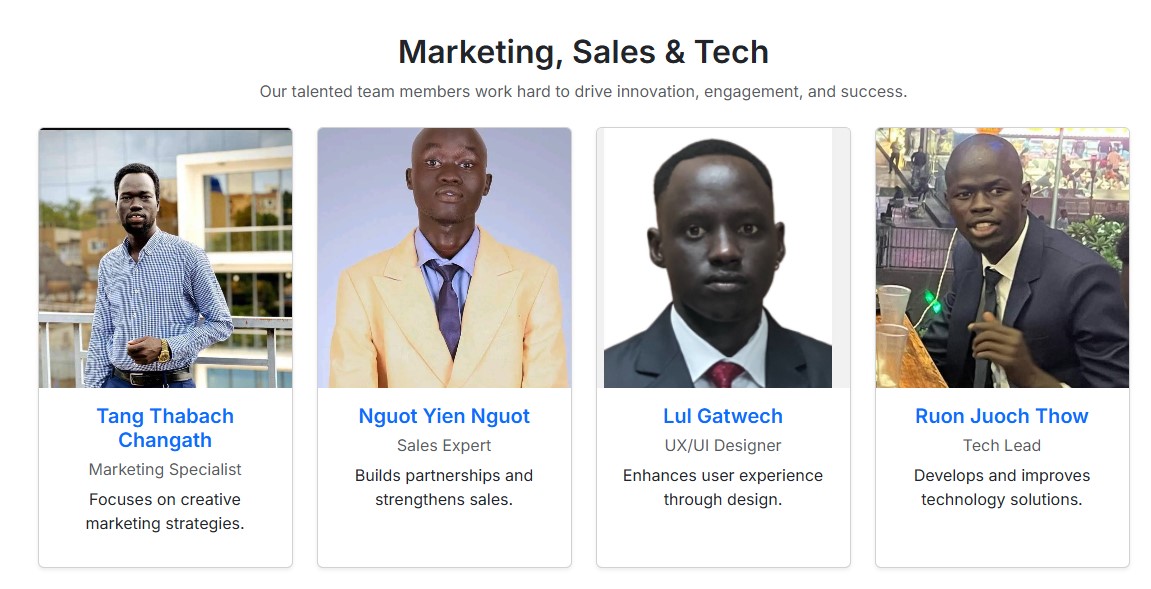 Marketing, Sales & Tech
Our talented team members work hard to drive innovation, engagement, and success.
Tang Thabach
Changath
Marketing Specialist
Focuses on creative
marketing strategies.
Nguot Yien Nguot
Sales Expert
Builds partnerships and
strengthens sales.
Lul Gatwech
UX/UI Designer
Enhances user experience
through design.
Ruon Juoch Thow
Tech Lead
Develops and improves
technology solutions.